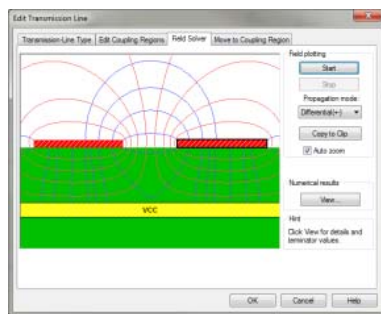 Edit Transmission Line
Transmission-Line Type
Edit Coupling Regions
Field Solver
Move to Coupling Region
VCC
Field plotting
Start
Stop
Propagation mode:
Differential(+)
Copy to Clip
Auto zoom
Numerical results
View...
Hint
Click View for details and
terminator values.
OK
Cancel
Help